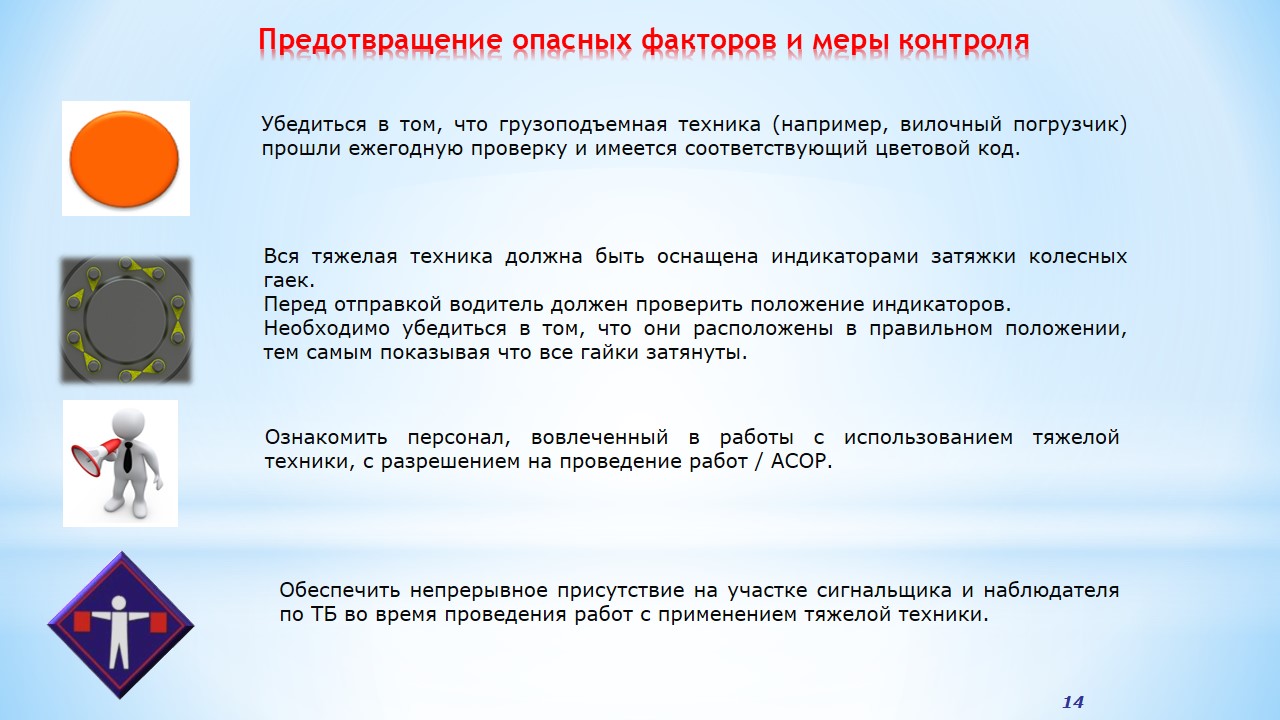 Предотвращение опасных факторов и меры контроля
Убедиться в том, что грузоподъемная техника (например, вилочный погрузчик)
прошли ежегодную проверку и имеется соответствующий цветовой код.
Вся тяжелая техника должна быть оснащена индикаторами затяжки колесных
гаек.
Перед отправкой водитель должен проверить положение индикаторов.
Необходимо убедиться в том, что они расположены в правильном положении,
тем самым показывая что все гайки затянуты.
Ознакомить персонал, вовлеченный в работы с использованием тяжелой
техники, с разрешением на проведение работ / АСОР.
Обеспечить непрерывное присутствие на участке сигнальщика и наблюдателя
по ТБ во время проведения работ с применением тяжелой техники.
14